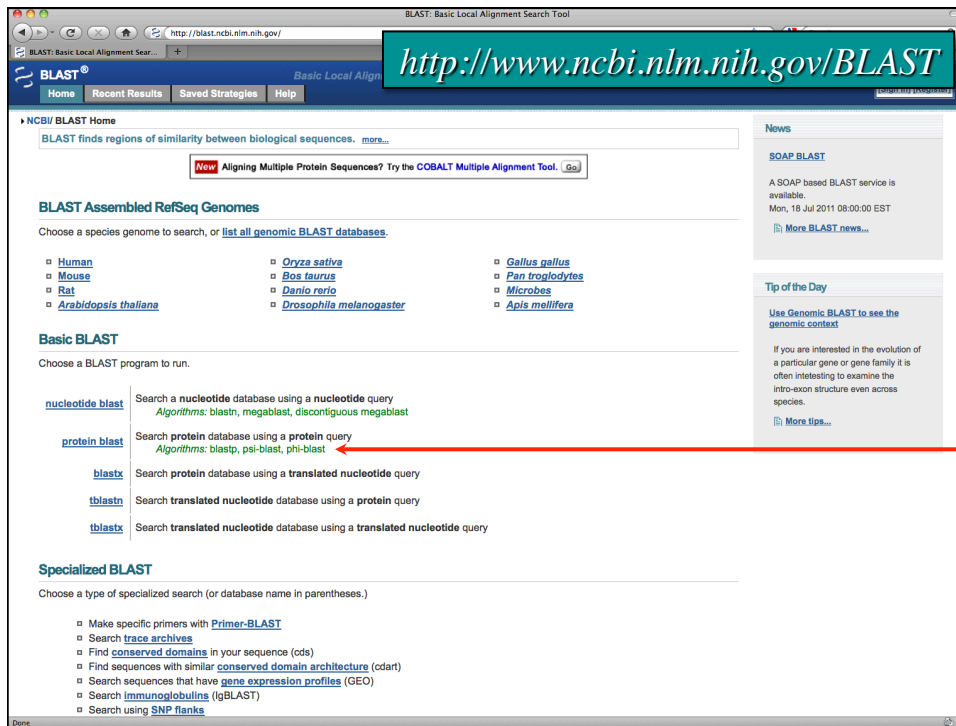 BLAST: Basic Local Alignment Search Tool
http://blast.ncbi.nlm.nih.gov/
BLAST: Basic Local Alignment Sear...
http://www.ncbi.nlm.nih.gov/BLAST
BLAST®
Basic Local Align
Home Recent Results Saved Strategies Help
[Sign In] [Register]
NCBI/ BLAST Home
BLAST finds regions of similarity between biological sequences. more...
New Aligning Multiple Protein Sequences? Try the COBALT Multiple Alignment Tool. Go
BLAST Assembled RefSeq Genomes
Choose a species genome to search, or list all genomic BLAST databases.
Human
Mouse
Rat
Arabidopsis thaliana
Oryza sativa
Bos taurus
Danio rerio
Drosophila melanogaster
Gallus gallus
Pan troglodytes
Microbes
Apis mellifera
Basic BLAST
Choose a BLAST program to run.
nucleotide blast Search a nucleotide database using a nucleotide query
Algorithms: blastn, megablast, discontiguous megablast
protein blast Search protein database using a protein query
Algorithms: blastp, psi-blast, phi-blast
blastx Search protein database using a translated nucleotide query
tblastn Search translated nucleotide database using a protein query
tblastx Search translated nucleotide database using a translated nucleotide query
Specialized BLAST
Choose a type of specialized search (or database name in parentheses.)
Make specific primers with Primer-BLAST
Search trace archives
Find conserved domains in your sequence (cds)
Find sequences with similar conserved domain architecture (cdart)
Search sequences that have gene expression profiles (GEO)
Search immunoglobulins (IgBLAST)
Search using SNP flanks
News
SOAP BLAST
A SOAP based BLAST service is
available.
Mon, 18 Jul 2011 08:00:00 EST
More BLAST news...
Tip of the Day
Use Genomic BLAST to see the
genomic context
If you are interested in the evolution of
a particular gene or gene family it is
often intetesting to examine the
intro-exon structure even across
species.
More tips...
Done